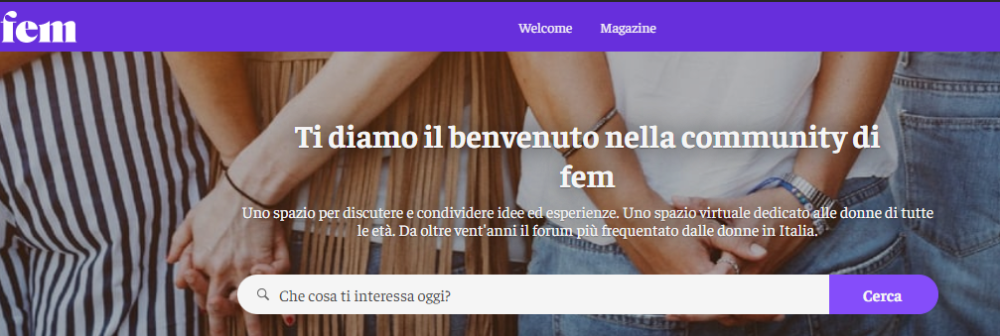 fem
Welcome
Magazine
Ti diamo il benvenuto nella community di
fem
Uno spazio per discutere e condividere idee ed esperienze. Uno spazio virtuale dedicato alle donne di tutte
le età. Da oltre vent'anni il forum più frequentato dalle donne in Italia.
Che cosa ti interessa oggi?
Cerca